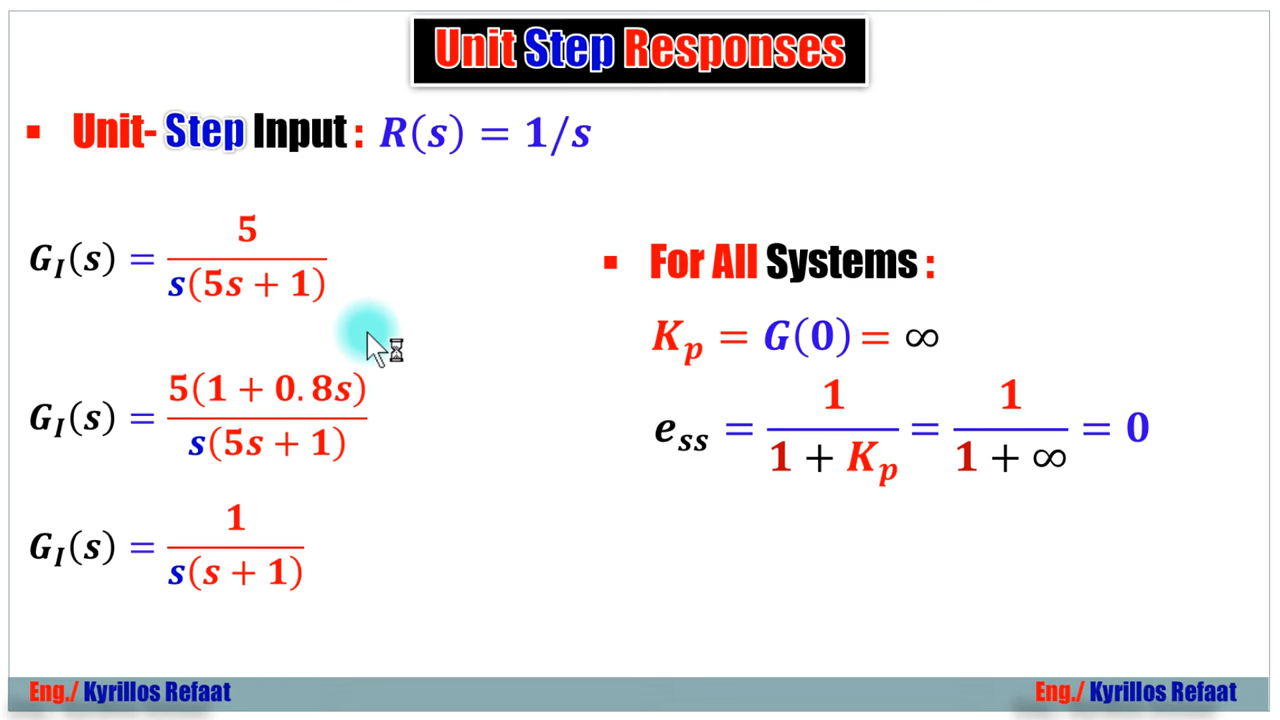 Unit Step Responses
▪ Unit- Step Input : R(s) = 1/s
G_I(s) = 5 / s(5s + 1)
G_I(s) = 5(1 + 0.8s) / s(5s + 1)
G_I(s) = 1 / s(s + 1)
▪ For All Systems :
K_p = G(0) = ∞
e_ss = 1 / 1 + K_p = 1 / 1 + ∞ = 0
Eng./ Kyrillos Refaat
Eng./ Kyrillos Refaat